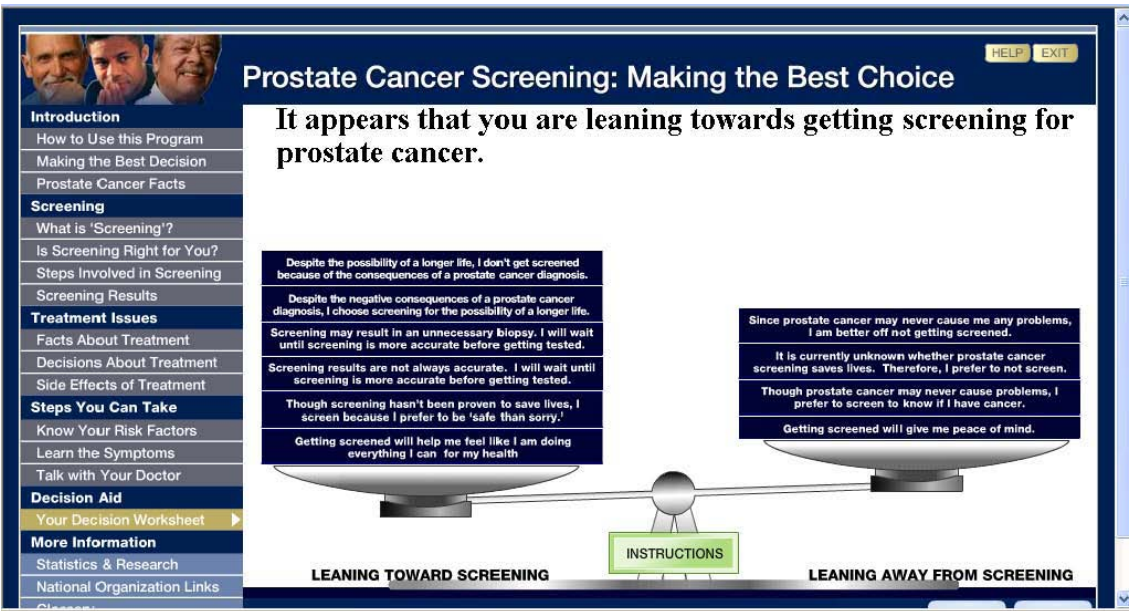 HELP
EXIT
Prostate Cancer Screening: Making the Best Choice
Introduction
How to Use this Program
Making the Best Decision
Prostate Cancer Facts
Screening
What is 'Screening'?
Is Screening Right for You?
Steps Involved in Screening
Screening Results
Treatment Issues
Facts About Treatment
Decisions About Treatment
Side Effects of Treatment
Steps You Can Take
Know Your Risk Factors
Learn the Symptoms
Talk with Your Doctor
Decision Aid
Your Decision Worksheet
More Information
Statistics & Research
National Organization Links
It appears that you are leaning towards getting screening for
prostate cancer.
Despite the possibility of a longer life, I don't get screened
because of the consequences of a prostate cancer diagnosis.
Despite the negative consequences of a prostate cancer
diagnosis, I choose screening for the possibility of a longer life.
Screening may result in an unnecessary biopsy. I will wait
until screening is more accurate before getting tested.
Screening results are not always accurate. I will wait until
screening is more accurate before getting tested.
Though screening hasn't been proven to save lives, I
screen because I prefer to be 'safe than sorry.'
Getting screened will help me feel like I am doing
everything I can for my health
Since prostate cancer may never cause me any problems,
I am better off not getting screened.
It is currently unknown whether prostate cancer
screening saves lives. Therefore, I prefer to not screen.
Though prostate cancer may never cause problems, I
prefer to screen to know if I have cancer.
Getting screened will give me peace of mind.
INSTRUCTIONS
LEANING TOWARD SCREENING
LEANING AWAY FROM SCREENING